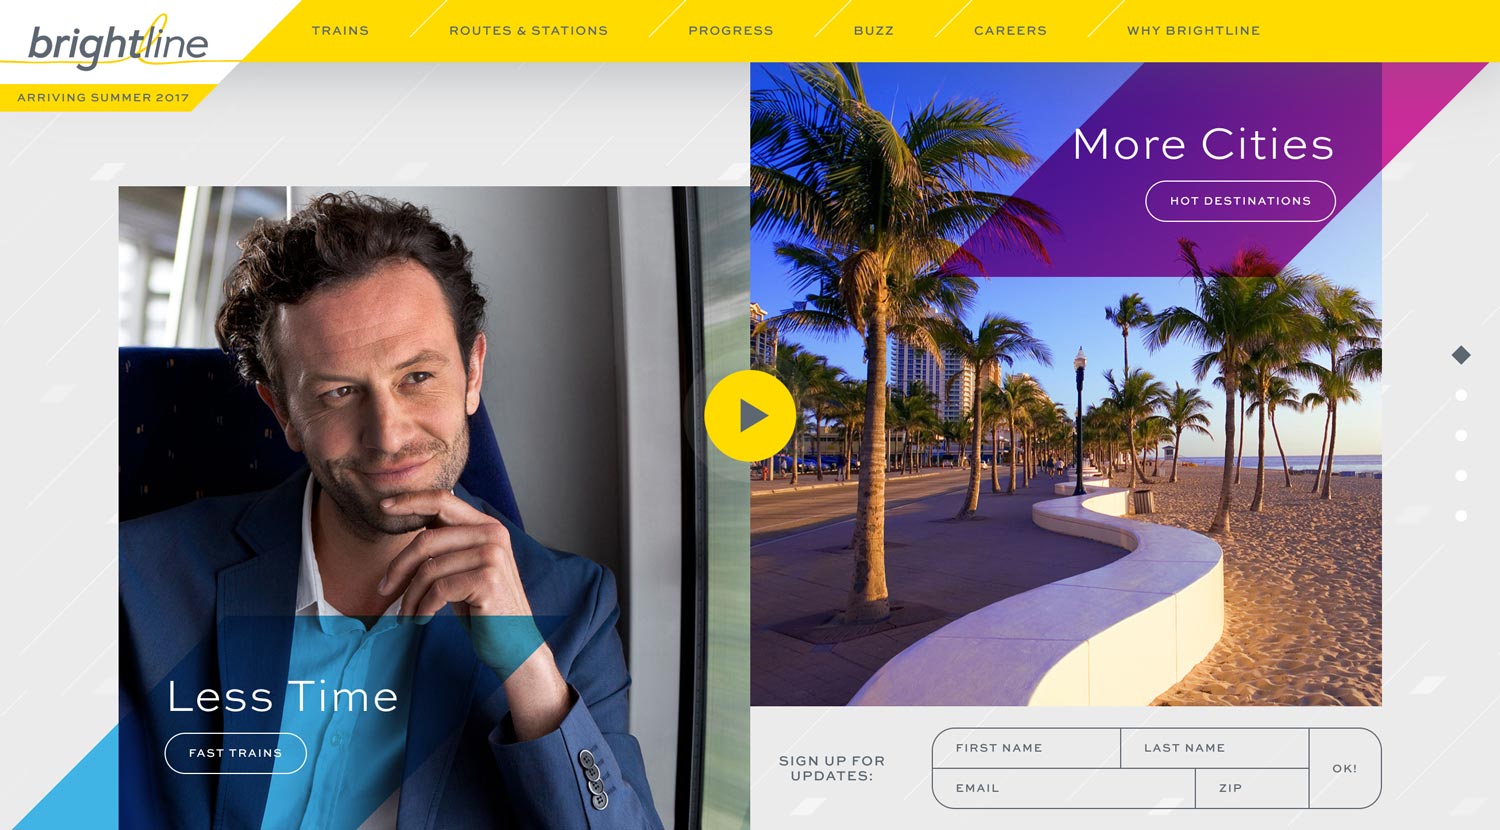 brightline
TRAINS
ROUTES & STATIONS
PROGRESS
BUZZ
CAREERS
WHY BRIGHTLINE
ARRIVING SUMMER 2017
More Cities
HOT DESTINATIONS
Less Time
FAST TRAINS
SIGN UP FOR
UPDATES:
FIRST NAME
LAST NAME
EMAIL
ZIP
OK!